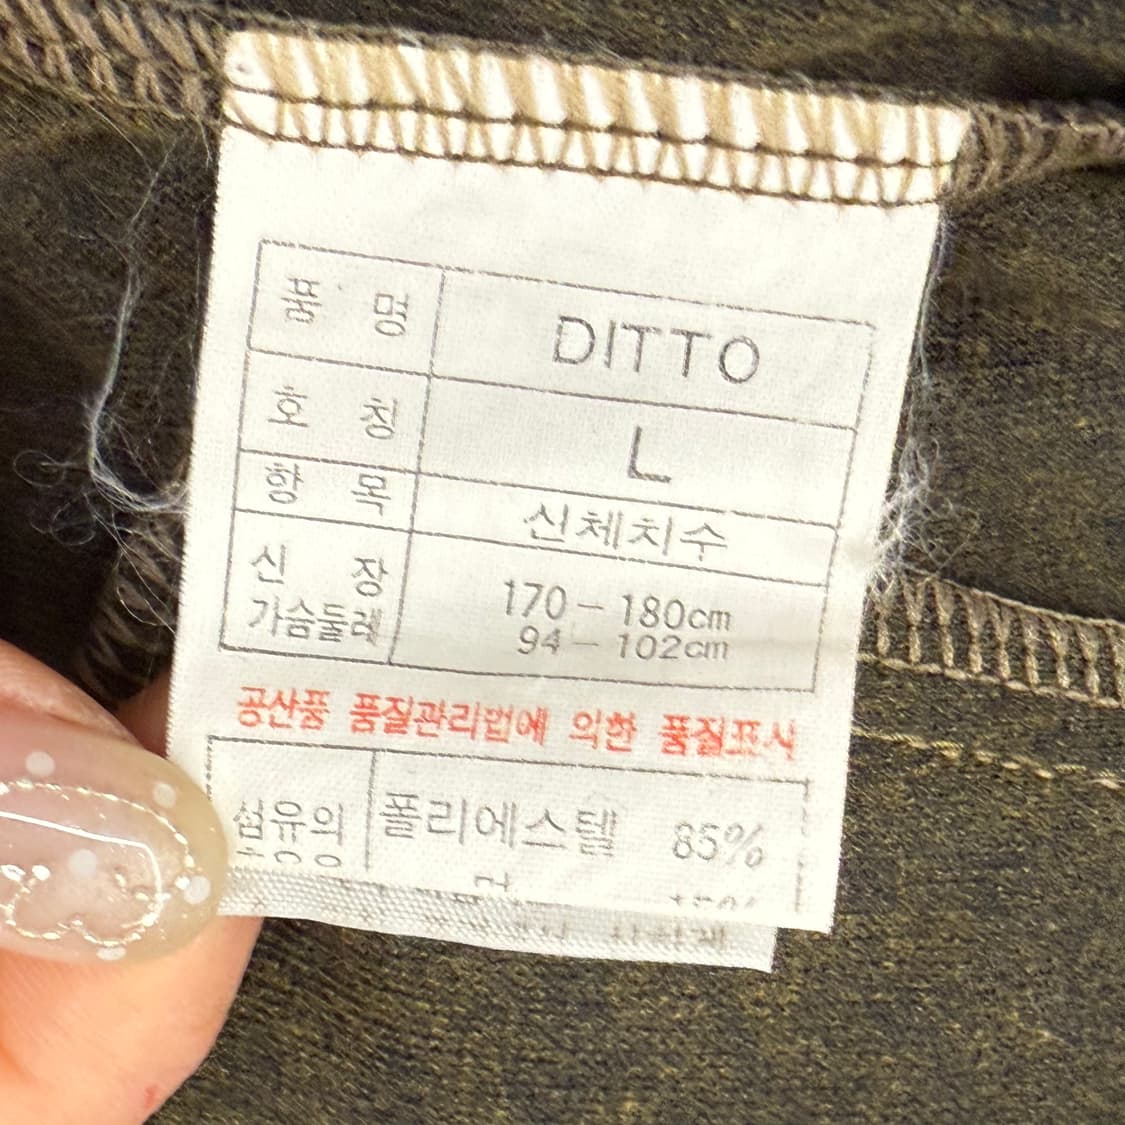 품 명 DITTO
호 칭 L
항 목 신체치수
신 장 170 - 180cm
가슴둘레 94 - 102cm
공산품 품질관리법에 의한 품질표시
섬유의 폴리에스텔 85%